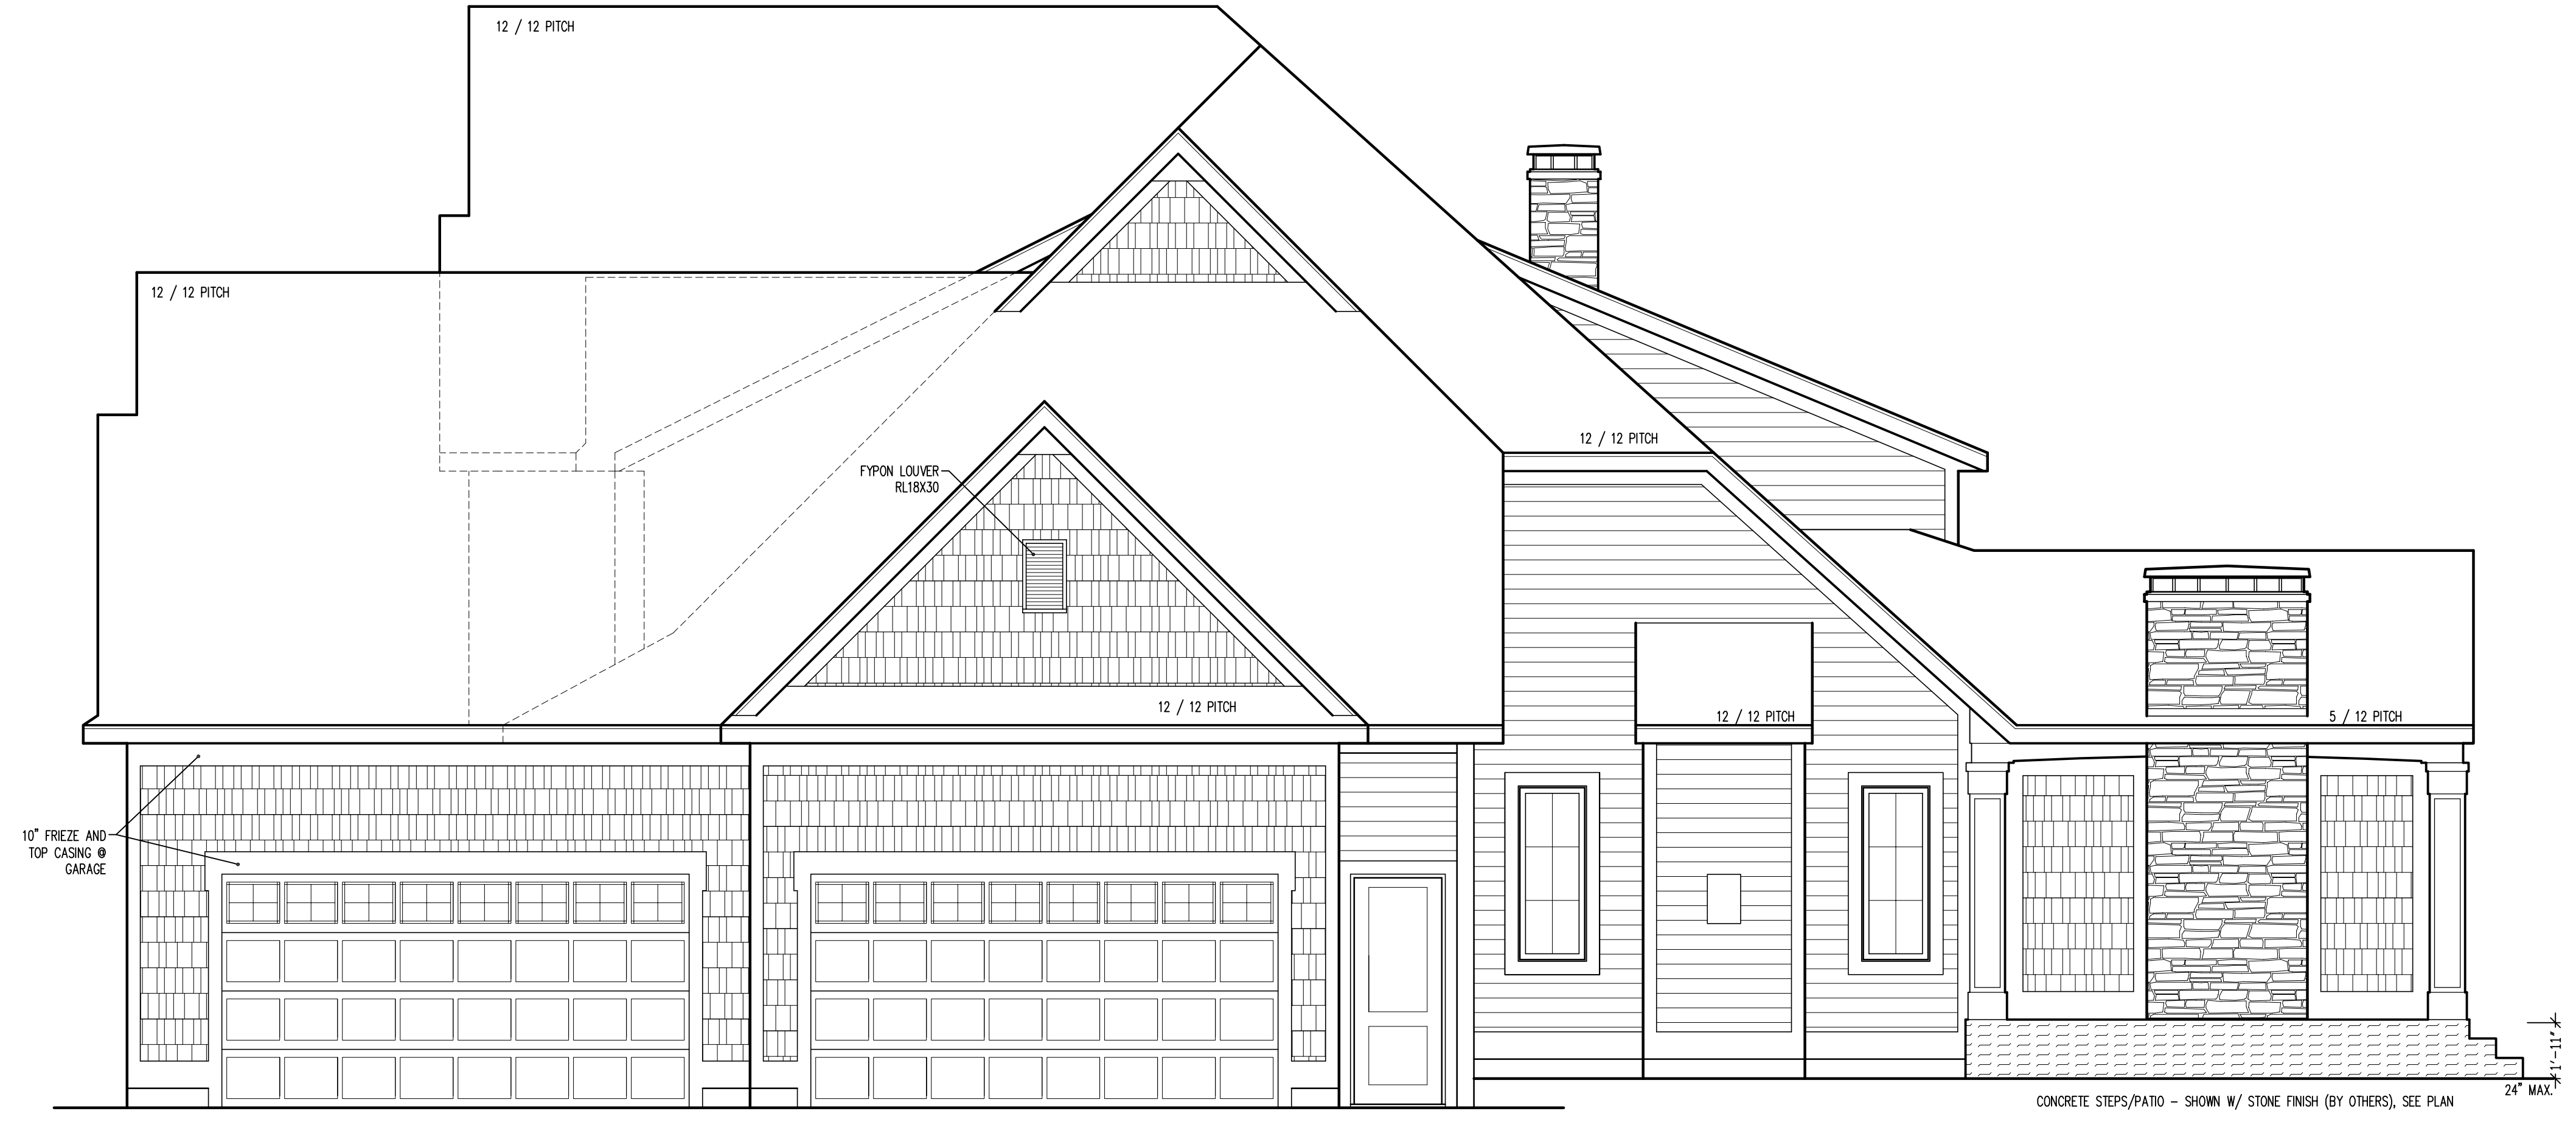 12 / 12 PITCH
12 / 12 PITCH
12 / 12 PITCH
FYPON LOUVER
RL18X30
12 / 12 PITCH
12 / 12 PITCH
5 / 12 PITCH
10" FRIEZE AND
TOP CASING @
GARAGE
1'-11"
24" MAX.
CONCRETE STEPS/PATIO - SHOWN W/ STONE FINISH (BY OTHERS), SEE PLAN